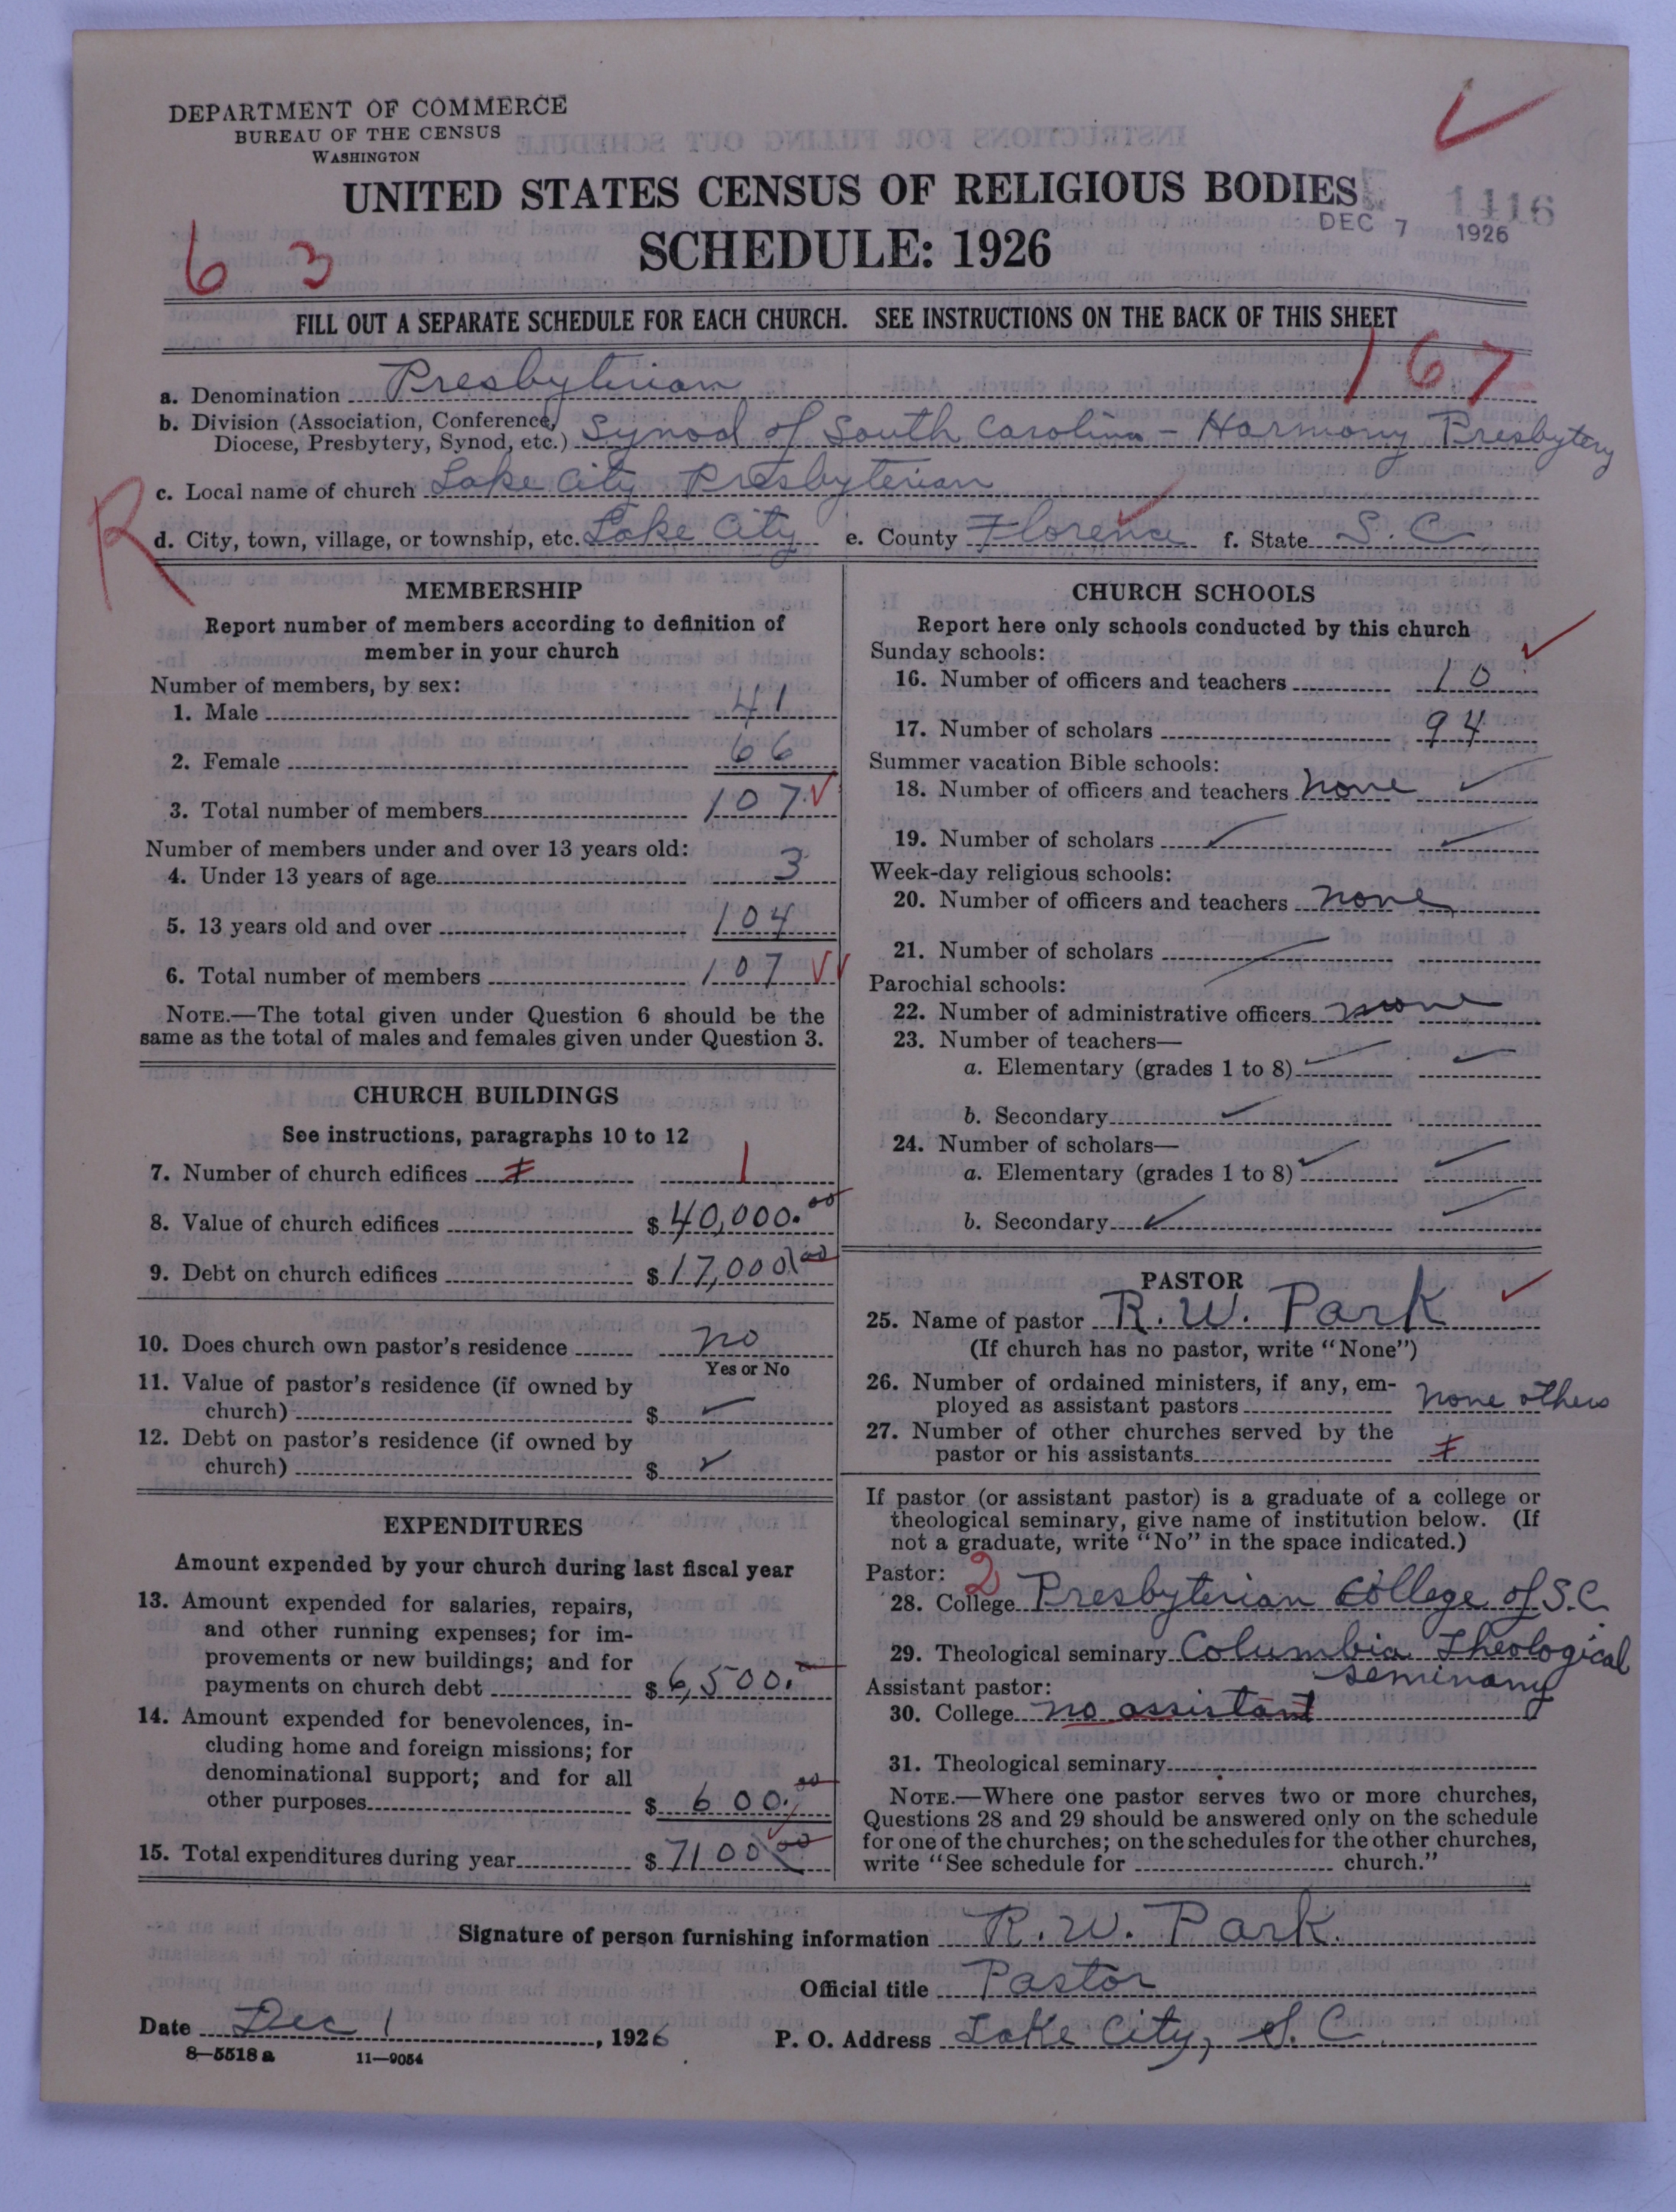 DEPARTMENT OF COMMERCE
BUREAU OF THE CENSUS
WASHINGTON
UNITED STATES CENSUS OF RELIGIOUS BODIES
SCHEDULE: 1926
1416
DEC 7 1926
6 3
FILL OUT A SEPARATE SCHEDULE FOR EACH CHURCH. SEE INSTRUCTIONS ON THE BACK OF THIS SHEET
167
a. Denomination Presbyterian
b. Division (Association, Conference,
Diocese, Presbytery, Synod, etc.) Synod of South Carolina - Harmony Presbytery
c. Local name of church Lake City Presbyterian
R
d. City, town, village, or township, etc. Lake City e. County Florence f. State S. C
MEMBERSHIP
Report number of members according to definition of
member in your church
Number of members, by sex:
1. Male 41
2. Female 66
3. Total number of members 107
Number of members under and over 13 years old:
4. Under 13 years of age 3
5. 13 years old and over 104
6. Total number of members 107
NOTE.—The total given under Question 6 should be the
same as the total of males and females given under Question 3.
CHURCH BUILDINGS
See instructions, paragraphs 10 to 12
7. Number of church edifices 1
8. Value of church edifices $ 40,000.00
9. Debt on church edifices $ 17,000.00
10. Does church own pastor's residence no
Yes or No
11. Value of pastor's residence (if owned by
church) $
12. Debt on pastor's residence (if owned by
church) $
EXPENDITURES
Amount expended by your church during last fiscal year
13. Amount expended for salaries, repairs,
and other running expenses; for im-
provements or new buildings; and for
payments on church debt $ 6,500.00
14. Amount expended for benevolences, in-
cluding home and foreign missions; for
denominational support; and for all
other purposes $ 600.00
15. Total expenditures during year $ 7100 00
CHURCH SCHOOLS
Report here only schools conducted by this church
Sunday schools:
16. Number of officers and teachers 10
17. Number of scholars 94
Summer vacation Bible schools:
18. Number of officers and teachers none
19. Number of scholars
Week-day religious schools:
20. Number of officers and teachers none
21. Number of scholars
Parochial schools:
22. Number of administrative officers none
23. Number of teachers—
a. Elementary (grades 1 to 8)
b. Secondary
24. Number of scholars—
a. Elementary (grades 1 to 8)
b. Secondary
PASTOR
25. Name of pastor R. W. Park
(If church has no pastor, write "None")
26. Number of ordained ministers, if any, em-
ployed as assistant pastors none others
27. Number of other churches served by the
pastor or his assistants
If pastor (or assistant pastor) is a graduate of a college or
theological seminary, give name of institution below. (If
not a graduate, write "No" in the space indicated.)
Pastor: 2
28. College Presbyterian College of S.C.
29. Theological seminary Columbia Theological
Seminary
Assistant pastor:
30. College no assistant
31. Theological seminary
NOTE.—Where one pastor serves two or more churches,
Questions 28 and 29 should be answered only on the schedule
for one of the churches; on the schedules for the other churches,
write "See schedule for church."
Signature of person furnishing information R. W. Park.
Official title Pastor
Date Dec 1, 1926 P. O. Address Lake City, S. C.
8—5518 a 11—9054